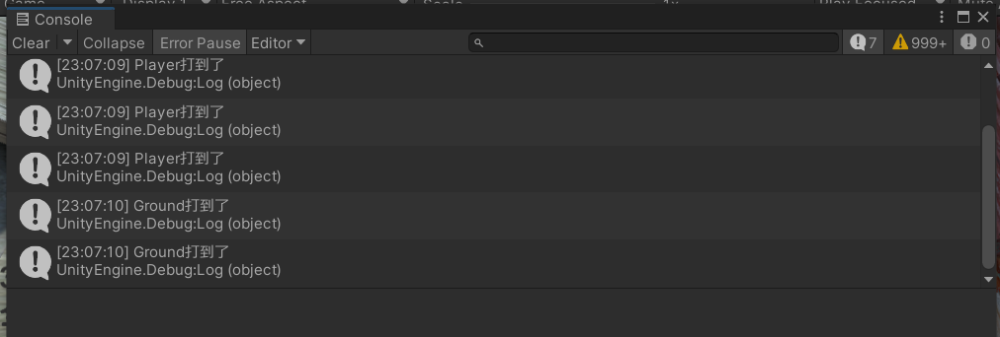 Console
Clear Collapse Error Pause Editor 7 999+ 0
[23:07:09] Player打到了
UnityEngine.Debug:Log (object)
[23:07:09] Player打到了
UnityEngine.Debug:Log (object)
[23:07:09] Player打到了
UnityEngine.Debug:Log (object)
[23:07:10] Ground打到了
UnityEngine.Debug:Log (object)
[23:07:10] Ground打到了
UnityEngine.Debug:Log (object)